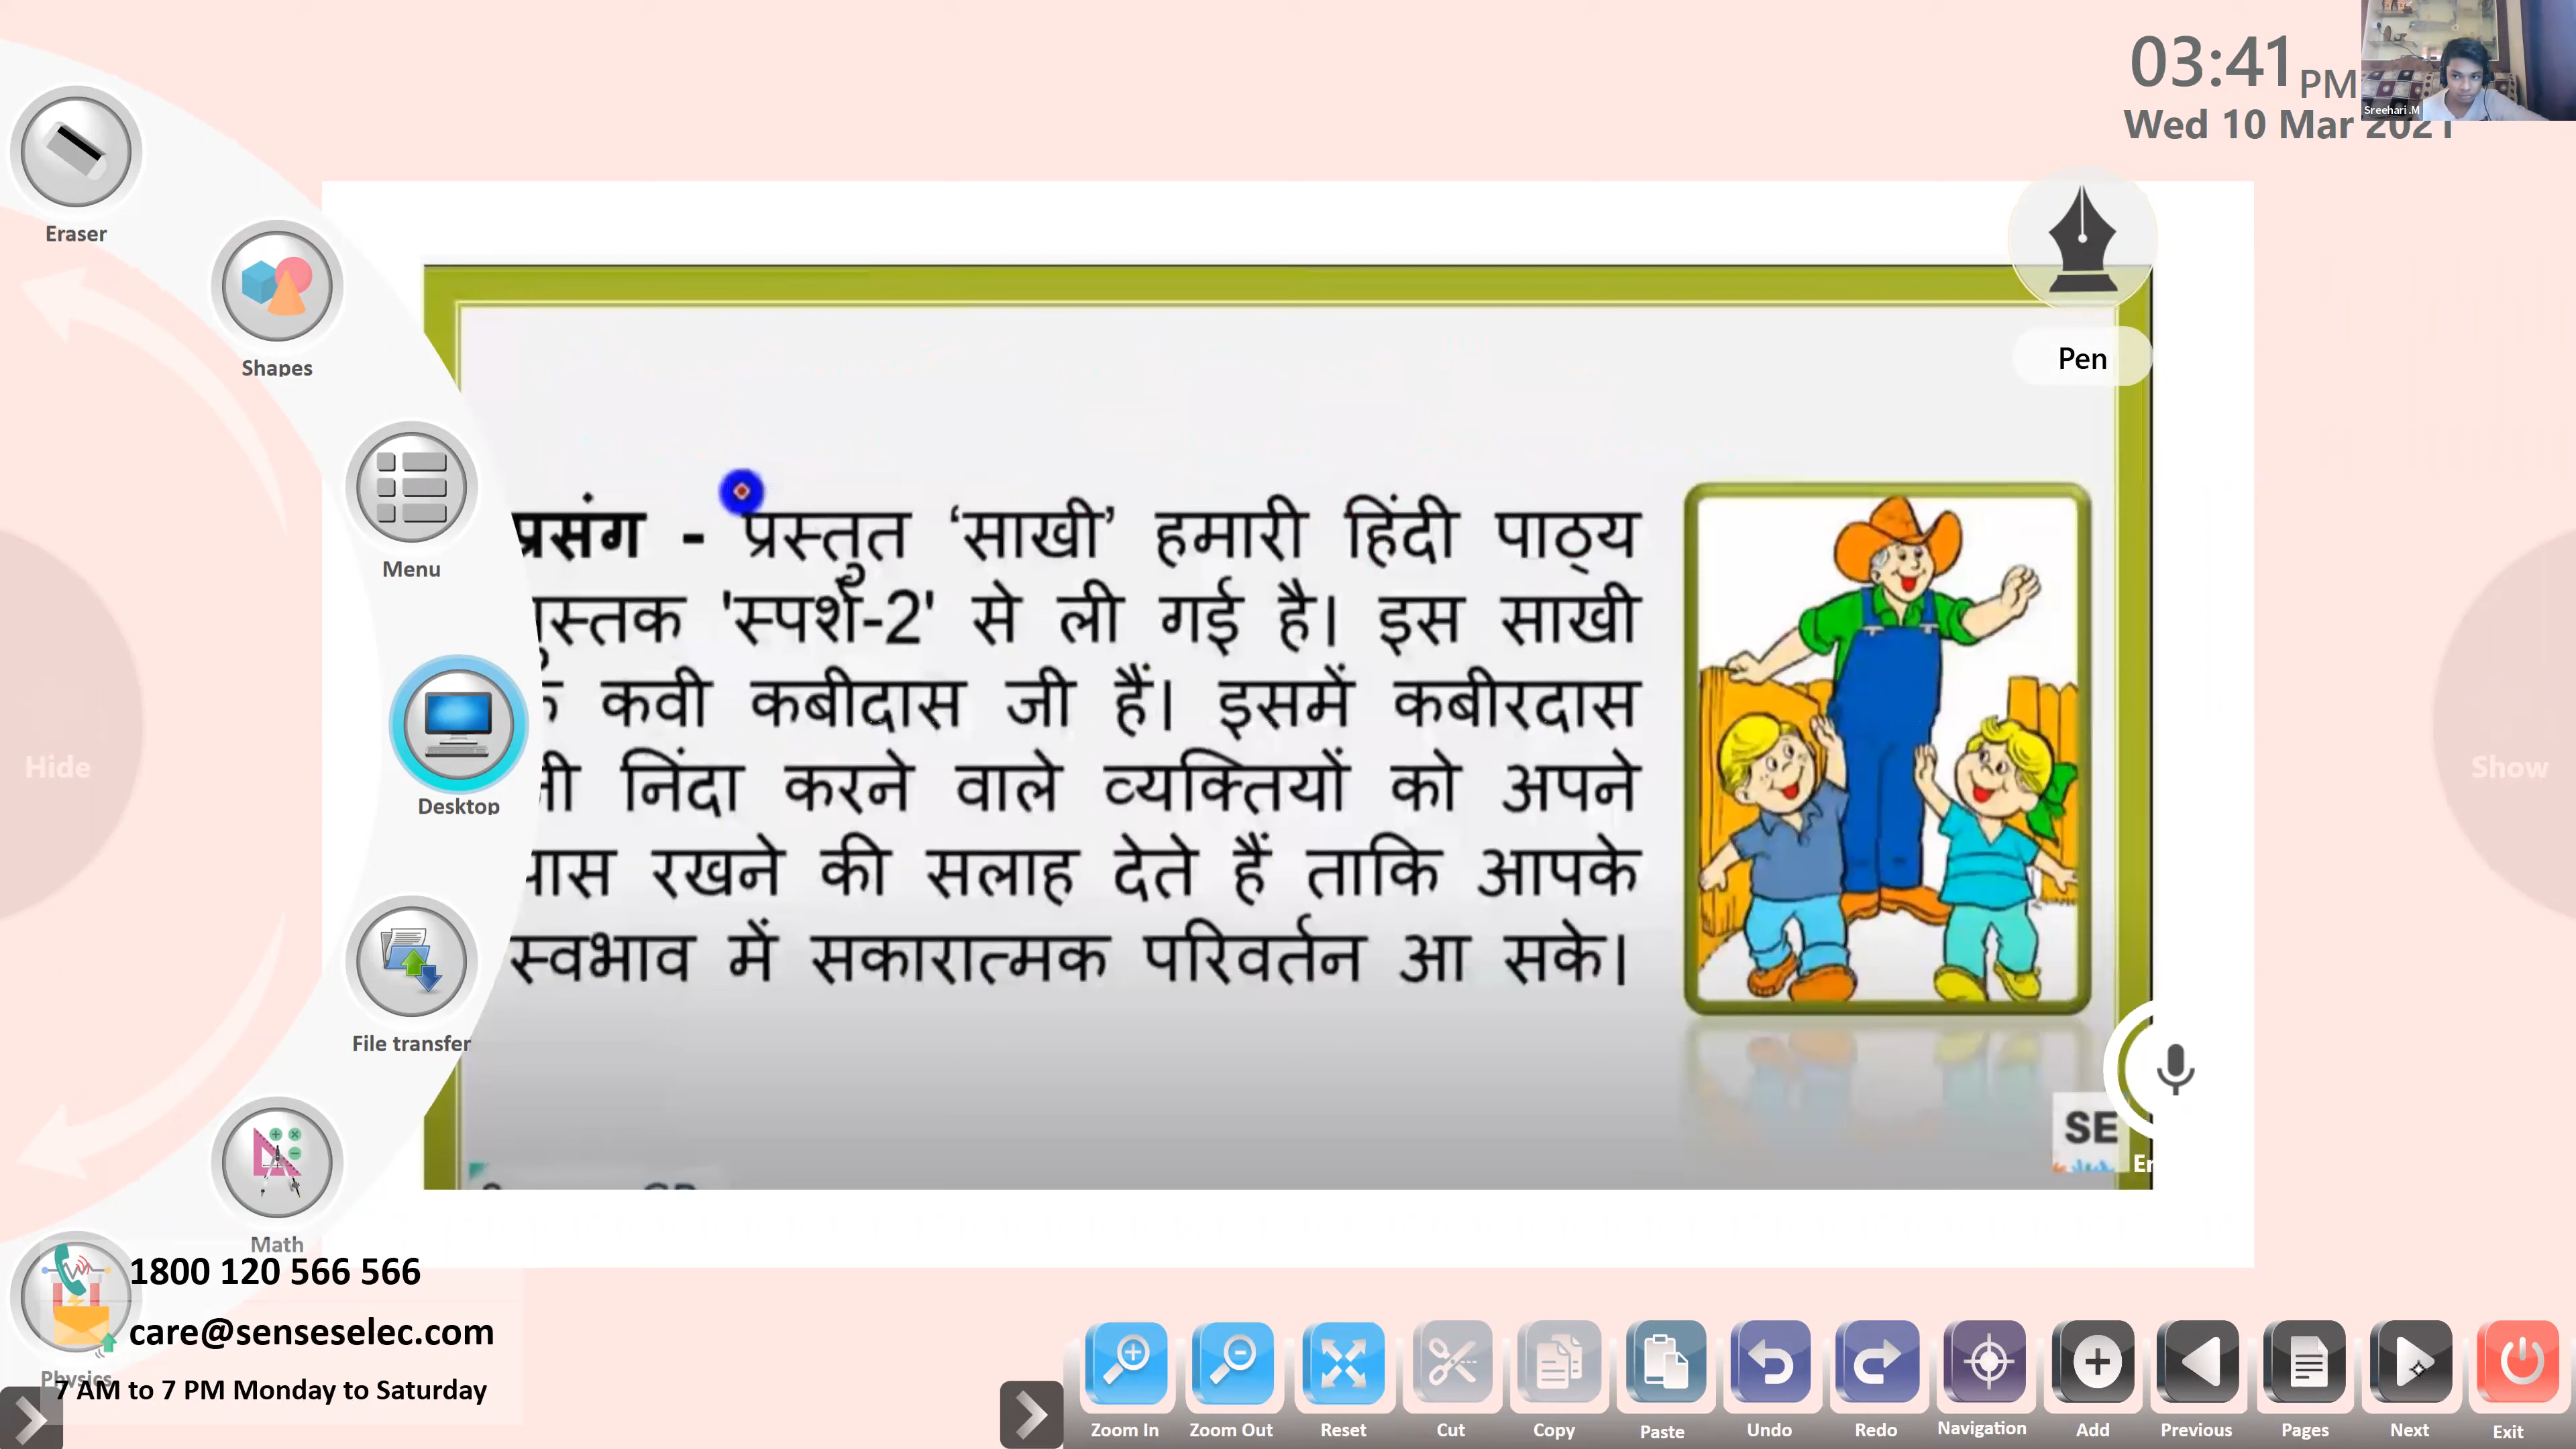 03:41 PM
Wed 10 Mar 2021
Sreehari .M
Eraser
Shapes
Menu
Desktop
File transfer
Math
Physics
Hide
Show
Pen
प्रसंग - प्रस्तुत ‘साखी’ हमारी हिंदी पाठ्य
पुस्तक 'स्पर्श-2' से ली गई है। इस साखी
कवी कबीदास जी हैं। इसमें कबीरदास
निंदा करने वाले व्यक्तियों को अपने
पास रखने की सलाह देते हैं ताकि आपके
स्वभाव में सकारात्मक परिवर्तन आ सके।
SE
1800 120 566 566
care@senseselec.com
7 AM to 7 PM Monday to Saturday
Zoom In
Zoom Out
Reset
Cut
Copy
Paste
Undo
Redo
Navigation
Add
Previous
Pages
Next
Exit